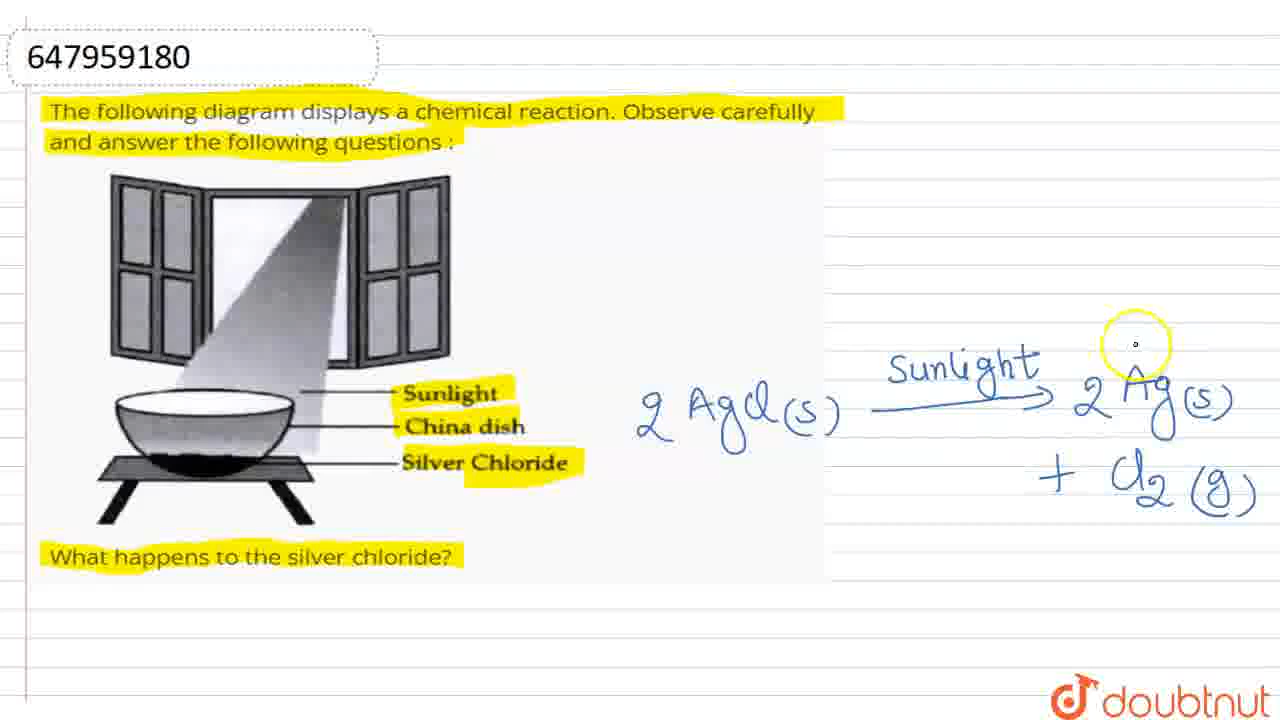 647959180
The following diagram displays a chemical reaction. Observe carefully
and answer the following questions :
Sunlight
China dish
Silver Chloride
2 AgCl (s) Sunlight → 2 Ag (s)
+ Cl2 (g)
What happens to the silver chloride?
doubtnut